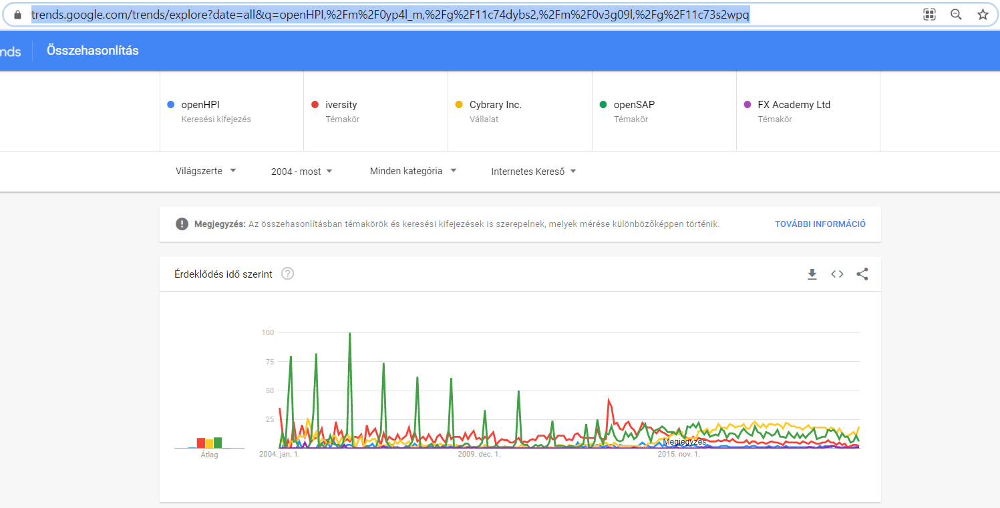 trends.google.com/trends/explore?date=all&q=openHPI,%2Fm%2F0yp4l_m,%2Fg%2F11c74dybs2,%2Fm%2F0v3g09l,%2Fg%2F11c73s2wpq
nds Összehasonlítás
openHPI
Keresési kifejezés
iversity
Témakör
Cybrary Inc.
Vállalat
openSAP
Témakör
FX Academy Ltd
Témakör
Világszerte 2004 - most Minden kategória Internetes Kereső
Megjegyzés: Az összehasonlításban témakörök és keresési kifejezések is szerepelnek, melyek mérése különbözőképpen történik. TOVÁBBI INFORMÁCIÓ
Érdeklődés idő szerint
100
75
50
25
Megjegyzés
Átlag 2004. jan. 1. 2009. dec. 1. 2015. nov. 1.